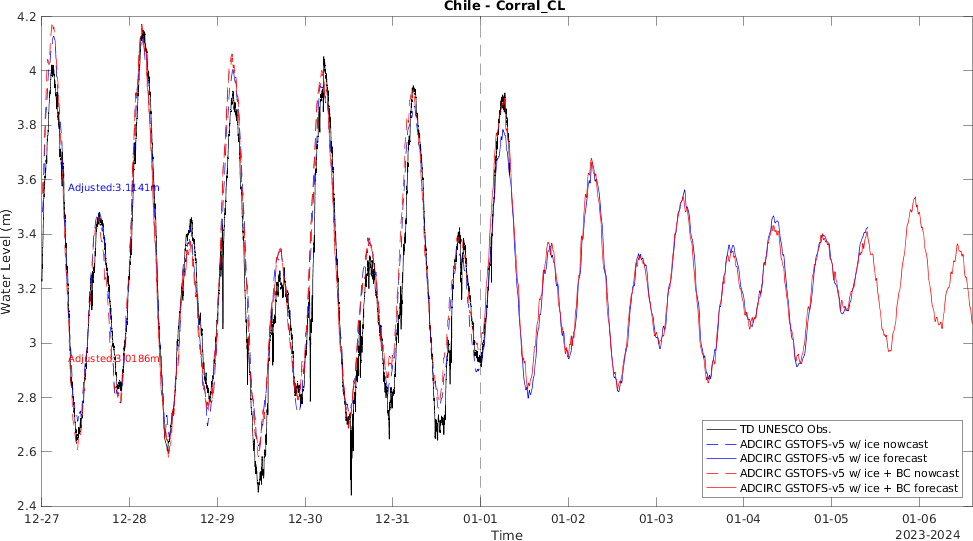 Chile - Corral_CL
4.2
4
3.8
3.6
3.4
3.2
3
2.8
2.6
2.4
Water Level (m)
Adjusted:3.1141m
Adjusted:3.0186m
TD UNESCO Obs.
ADCIRC GSTOFS-v5 w/ ice nowcast
ADCIRC GSTOFS-v5 w/ ice forecast
ADCIRC GSTOFS-v5 w/ ice + BC nowcast
ADCIRC GSTOFS-v5 w/ ice + BC forecast
12-27 12-28 12-29 12-30 12-31 01-01 01-02 01-03 01-04 01-05 01-06
Time
2023-2024